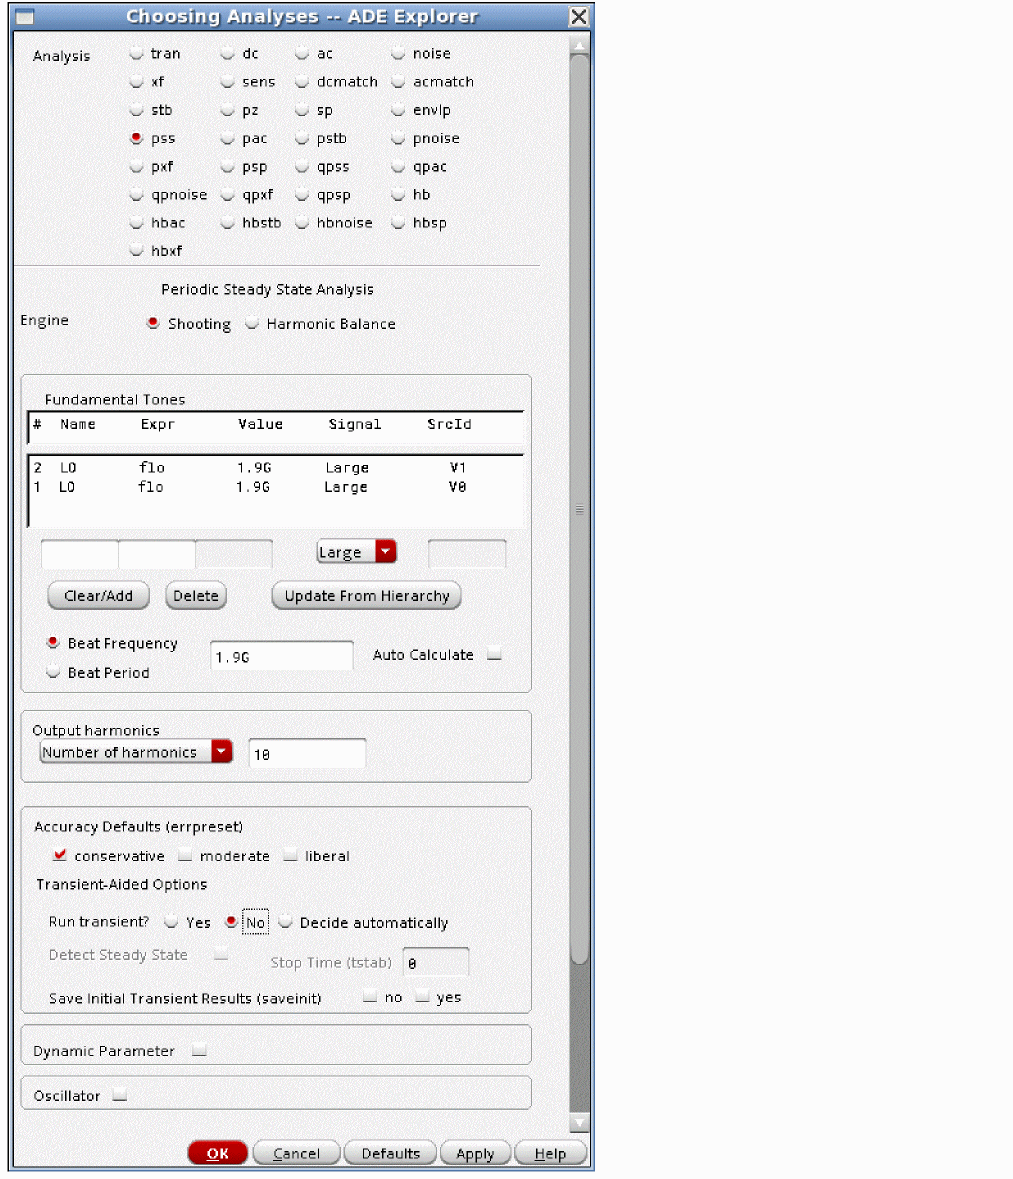 Choosing Analyses -- ADE Explorer
Analysis tran dc ac noise
xf sens dcmatch acmatch
stb pz sp envlp
pss pac pstb pnoise
pxf psp qpss qpac
qpnoise qpxf qpsp hb
hbac hbstb hbnoise hbsp
hbxf
Periodic Steady State Analysis
Engine Shooting Harmonic Balance
Fundamental Tones
# Name Expr Value Signal SrcId
2 LO flo 1.9G Large V1
1 LO flo 1.9G Large V0
Large
Clear/Add Delete Update From Hierarchy
Beat Frequency 1.9G Auto Calculate
Beat Period
Output harmonics
Number of harmonics 10
Accuracy Defaults (errpreset)
conservative moderate liberal
Transient-Aided Options
Run transient? Yes No Decide automatically
Detect Steady State Stop Time (tstab) 0
Save Initial Transient Results (saveinit) no yes
Dynamic Parameter
Oscillator
OK Cancel Defaults Apply Help